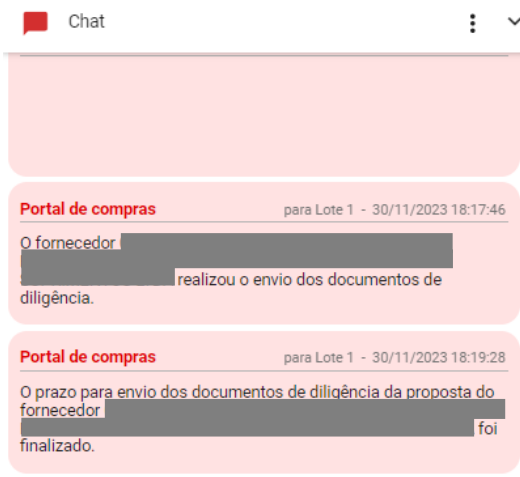 Chat
Portal de compras para Lote 1 - 30/11/2023 18:17:46
O fornecedor
realizou o envio dos documentos de
diligência.
Portal de compras para Lote 1 - 30/11/2023 18:19:28
O prazo para envio dos documentos de diligência da proposta do
fornecedor
foi
finalizado.